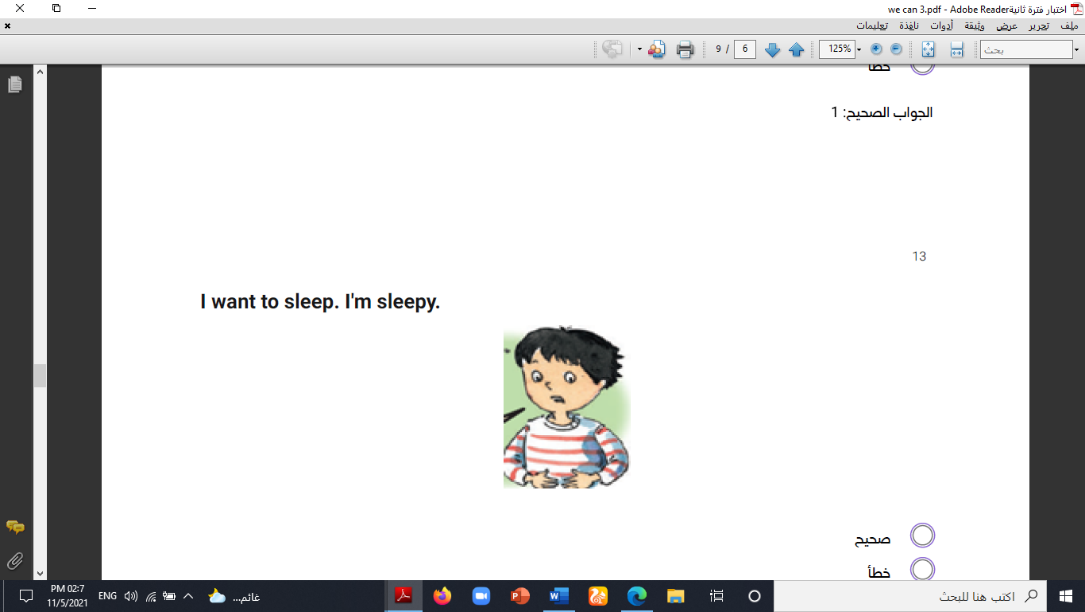 we can 3.pdf - Adobe Readerاختبار فترة ثانية
ملف تحرير عرض وثيقة أدوات نافذة تعليمات
9 / 6 125% بحث
خطأ
الجواب الصحيح: 1
13
I want to sleep. I'm sleepy.
صحيح
خطأ
PM 02:7
11/5/2021
ENG
غائم...
اكتب هنا للبحث